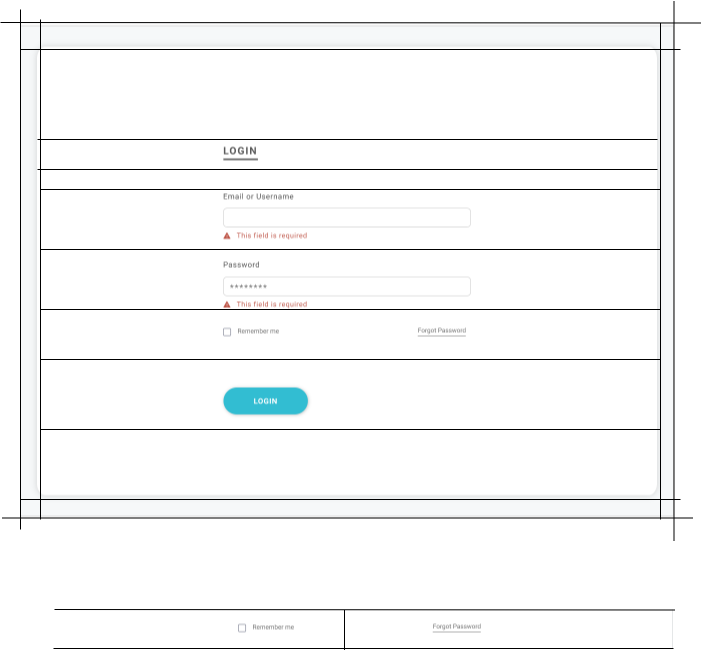 LOGIN
Email or Username
This field is required
Password
********
This field is required
Remember me Forgot Password
LOGIN
Remember me Forgot Password